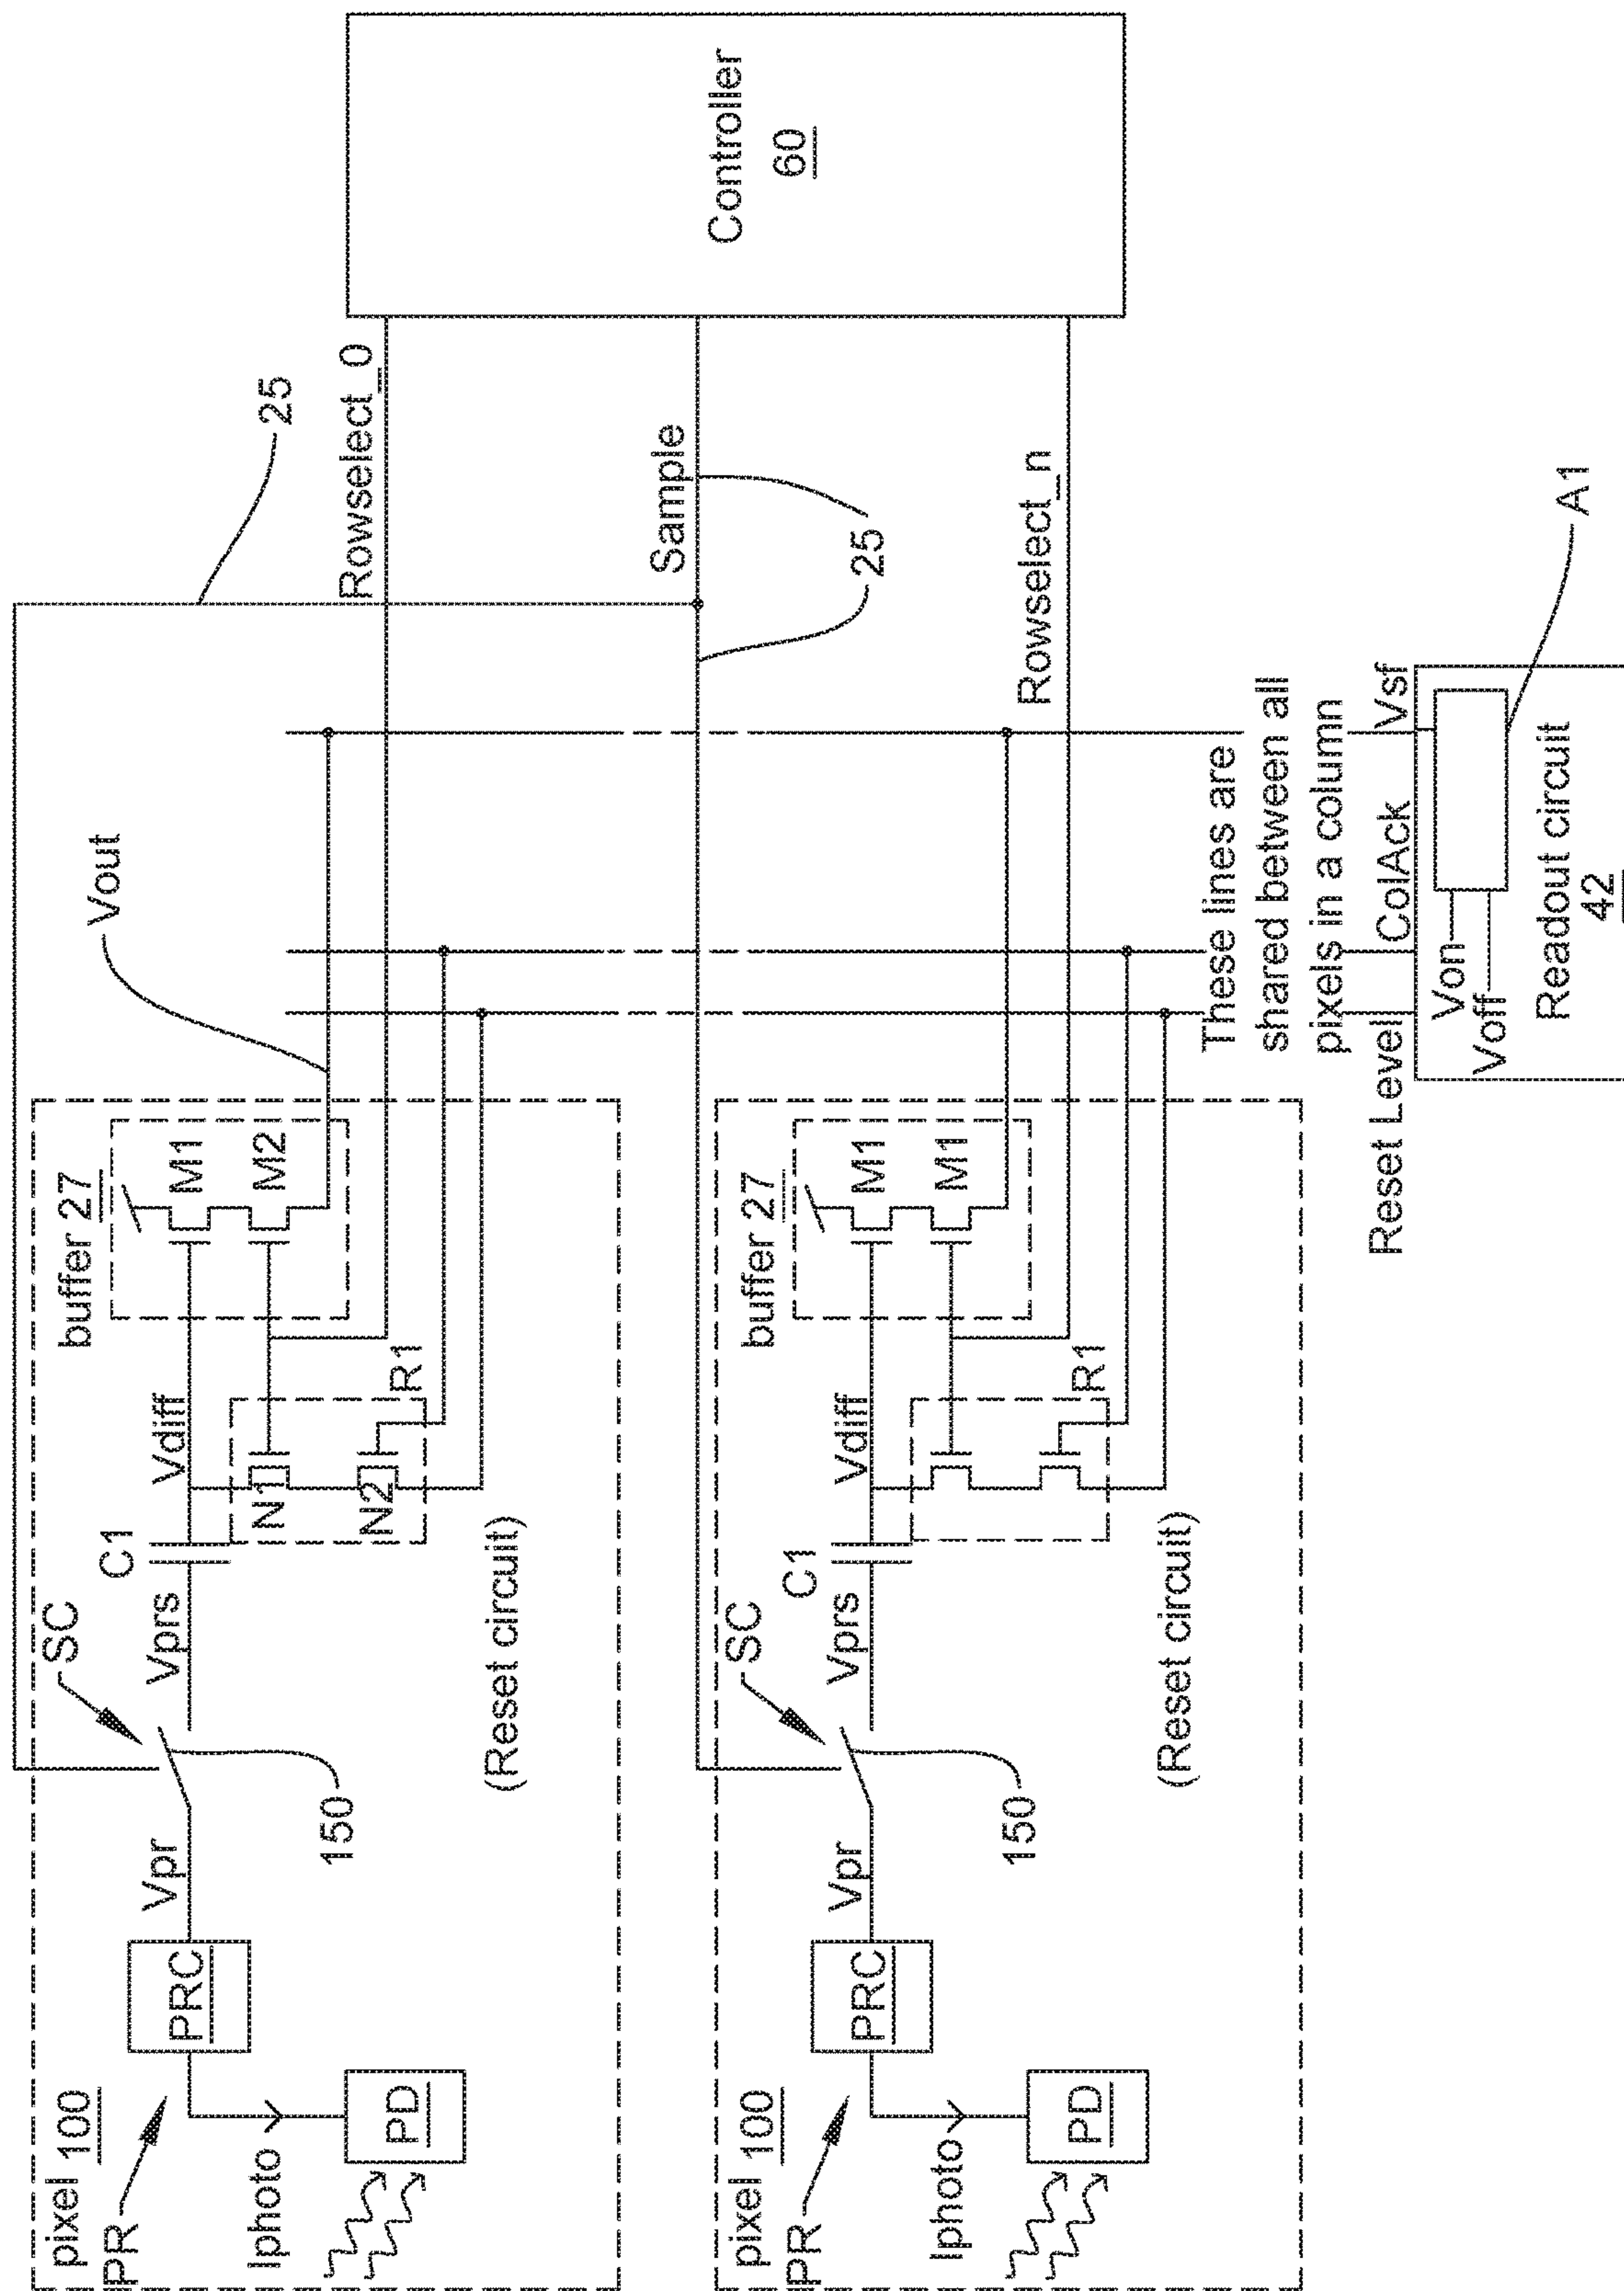 pixel 100
PR
Iphoto
PD
PRC
Vpr
150
SC
Vprs
C1
Vdiff
N1
N2
R1
(Reset circuit)
buffer 27
M1
M2
Vout
25
Rowselect_0
Controller
60
Sample
25
pixel 100
PR
Iphoto
PD
PRC
Vpr
150
SC
Vprs
C1
Vdiff
R1
(Reset circuit)
buffer 27
M1
M1
Rowselect_n
These lines are
shared between all
pixels in a column
Reset Level
ColAck
Vsf
Von
Voff
Readout circuit
42
A1